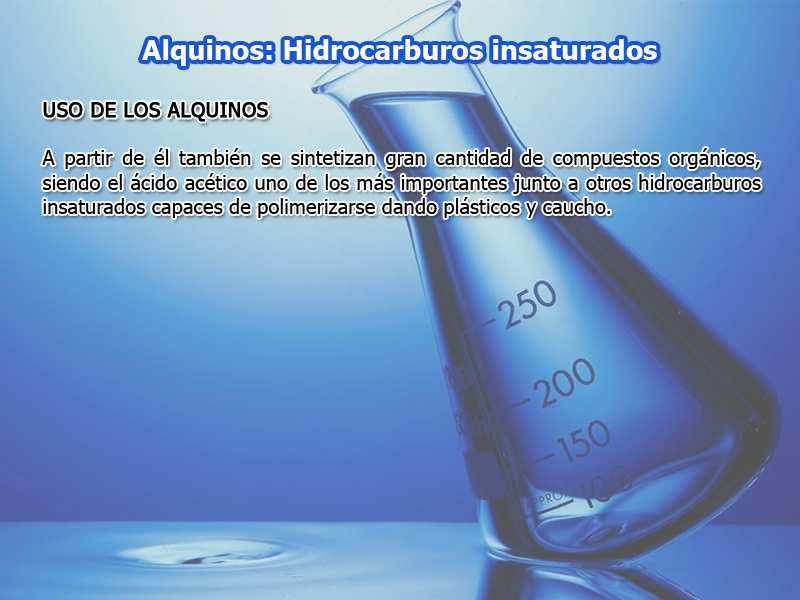 Alquinos: Hidrocarburos insaturados
USO DE LOS ALQUINOS
A partir de él también se sintetizan gran cantidad de compuestos orgánicos,
siendo el ácido acético uno de los más importantes junto a otros hidrocarburos
insaturados capaces de polimerizarse dando plásticos y caucho.
250
200
150
100